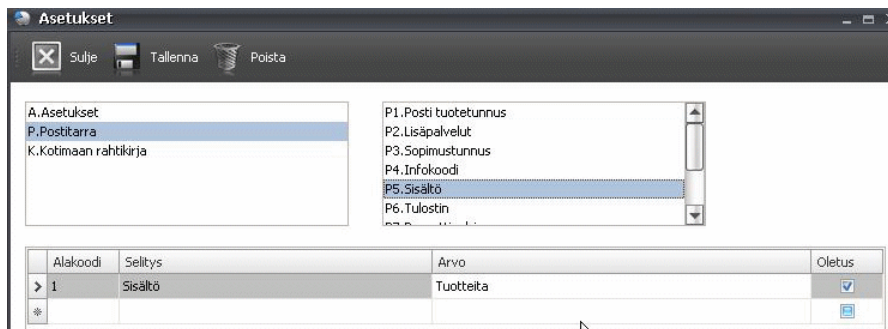 Asetukset
Sulje Tallenna Poista
A.Asetukset
P.Postitarra
K.Kotimaan rahtikirja
P1.Posti tuotetunnus
P2.Lisäpalvelut
P3.Sopimustunnus
P4.Infokoodi
P5.Sisältö
P6.Tulostin
Alakoodi Selitys Arvo Oletus
1 Sisältö Tuotteita